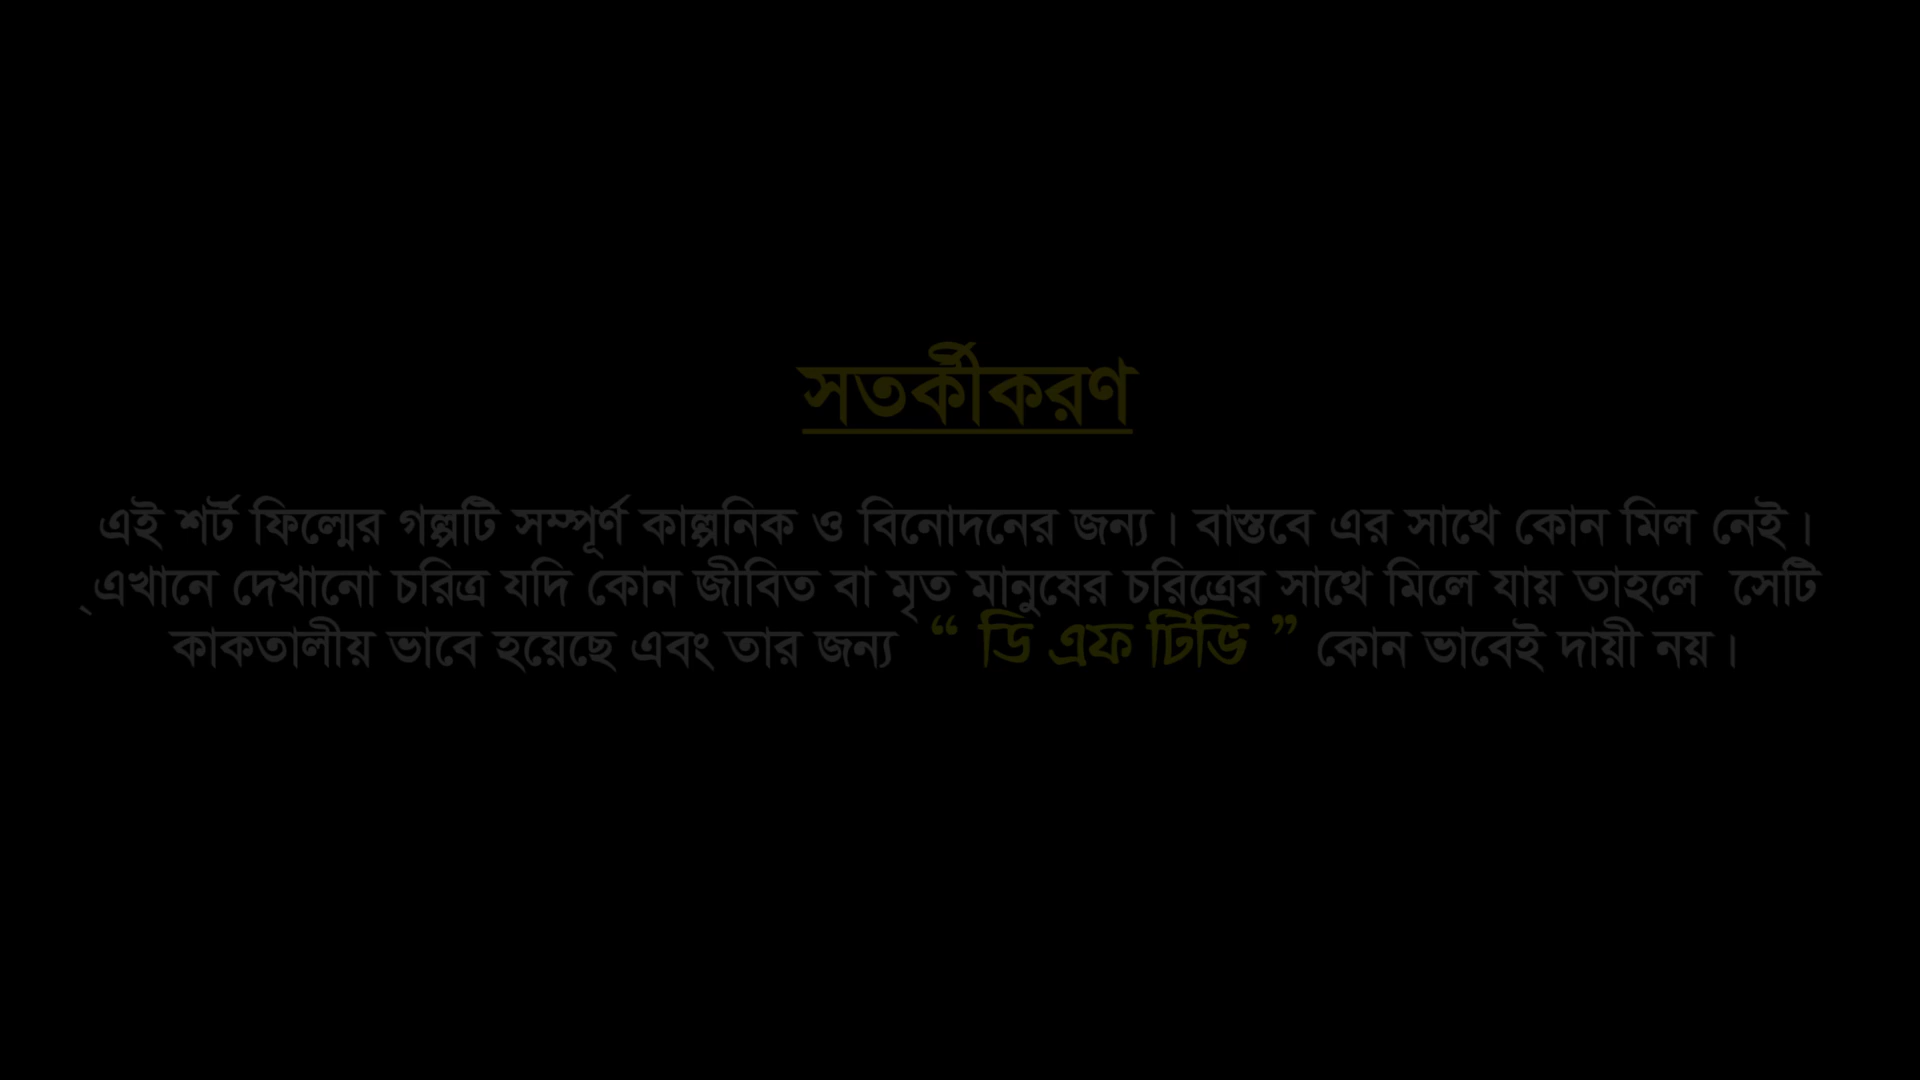 সতর্কীকরণ
এই শর্ট ফিল্মের গল্পটি সম্পূর্ণ কাল্পনিক ও বিনোদনের জন্য। বাস্তবে এর সাথে কোন মিল নেই।
এখানে দেখানো চরিত্র যদি কোন জীবিত বা মৃত মানুষের চরিত্রের সাথে মিলে যায় তাহলে সেটি
কাকতালীয় ভাবে হয়েছে এবং তার জন্য “ ডি এফ টিভি ” কোন ভাবেই দায়ী নয়।